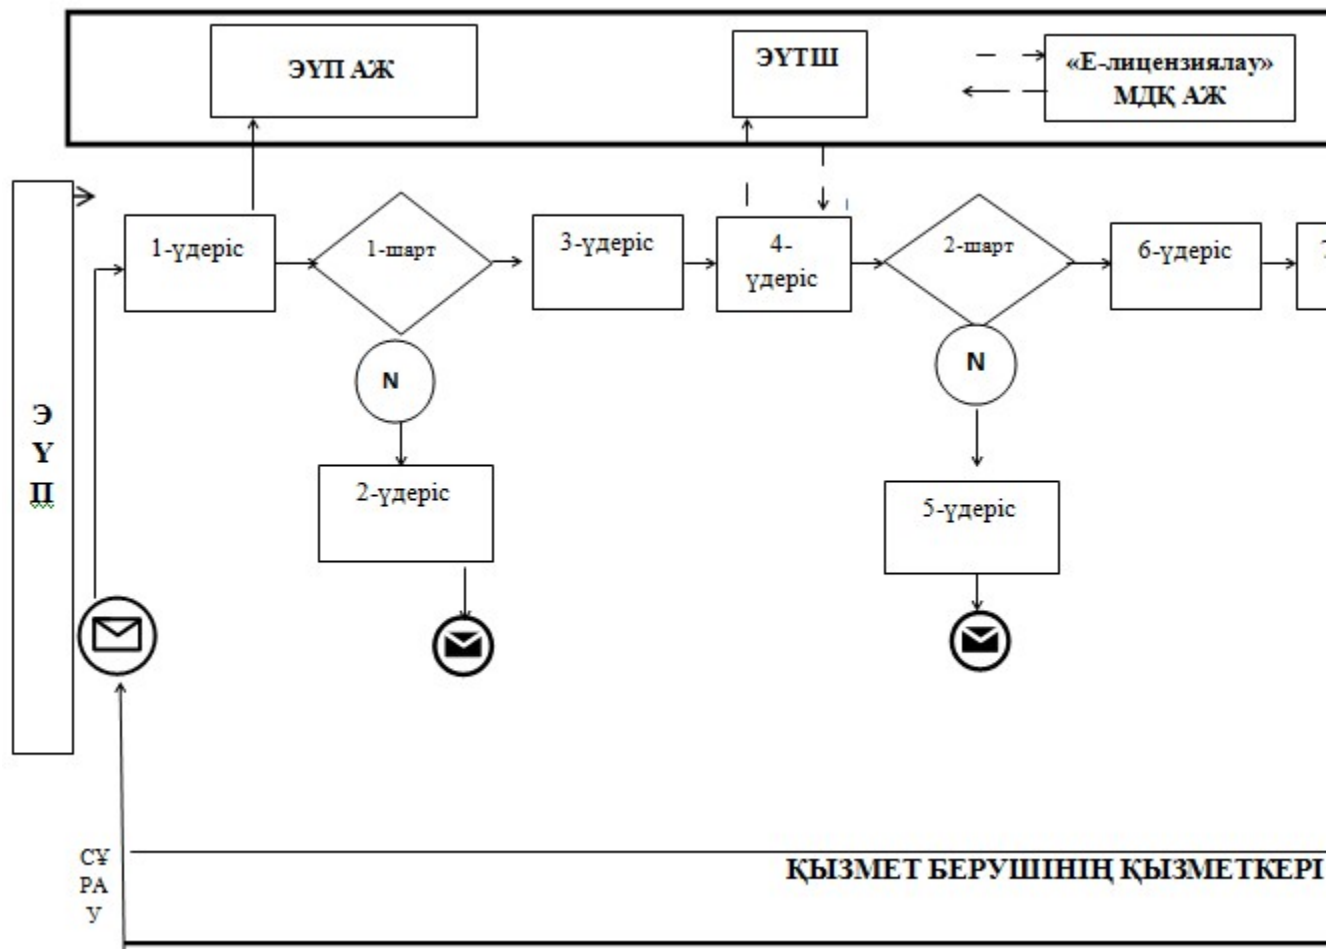 ЭҮП АЖ
ЭҮТШ
«Е-лицензиялау»
МДҚ АЖ
1-үдеріс
1-шарт
3-үдеріс
4-
үдеріс
2-шарт
6-үдеріс
N
N
Э
Ү
П
2-үдеріс
5-үдеріс
СҰ
РА
У
ҚЫЗМЕТ БЕРУШІНІҢ ҚЫЗМЕТКЕРІ